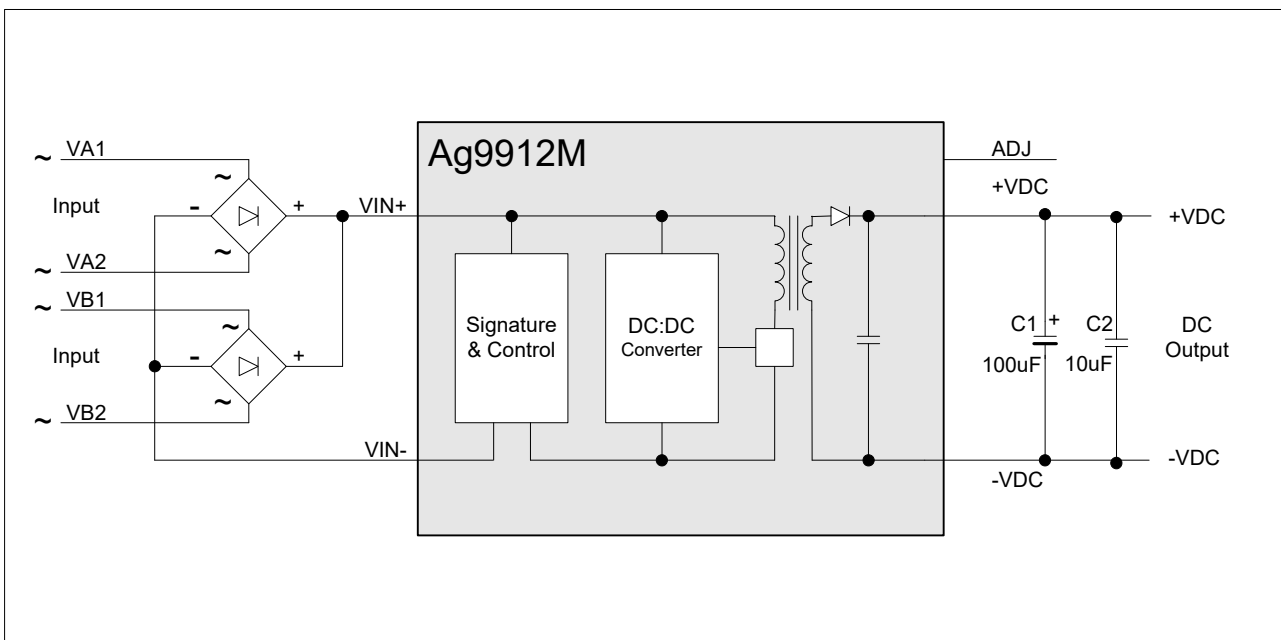 Ag9912M
~ VA1
~
- +
Input
~
~ VA2
VIN+
~ VB1
~
- +
Input
~
~ VB2
VIN-
Signature
& Control
DC:DC
Converter
ADJ
+VDC
+VDC
C1 +
100uF
C2
10uF
DC
Output
-VDC
-VDC